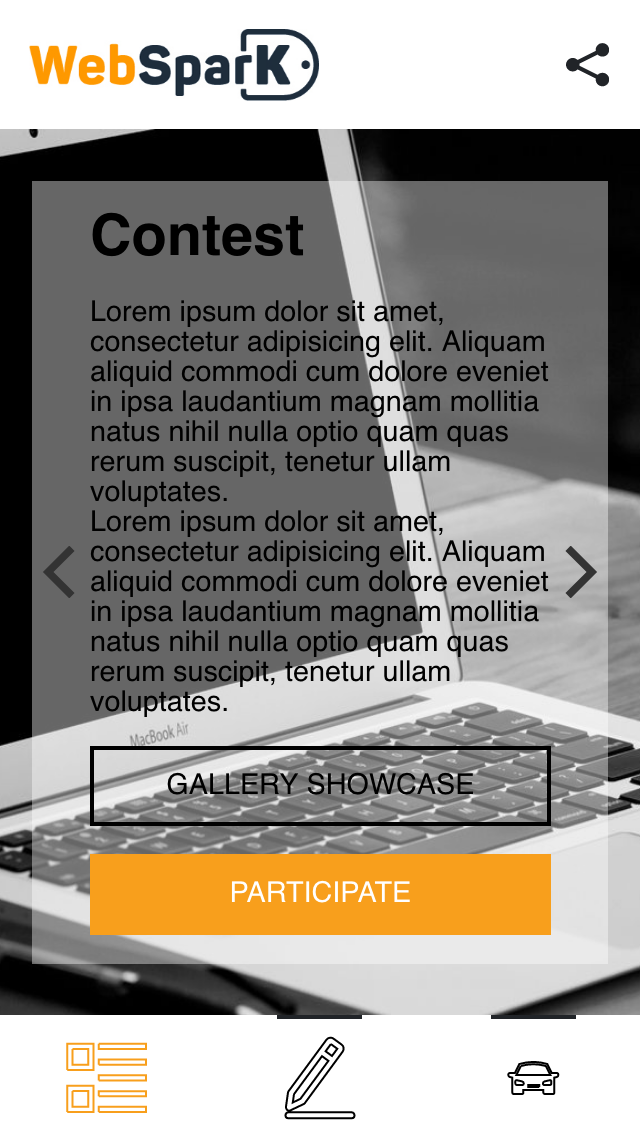 WebSparK
Contest
Lorem ipsum dolor sit amet,
consectetur adipisicing elit. Aliquam
aliquid commodi cum dolore eveniet
in ipsa laudantium magnam mollitia
natus nihil nulla optio quam quas
rerum suscipit, tenetur ullam
voluptates.
Lorem ipsum dolor sit amet,
consectetur adipisicing elit. Aliquam
aliquid commodi cum dolore eveniet
in ipsa laudantium magnam mollitia
natus nihil nulla optio quam quas
rerum suscipit, tenetur ullam
voluptates.
MacBook Air
GALLERY SHOWCASE
PARTICIPATE